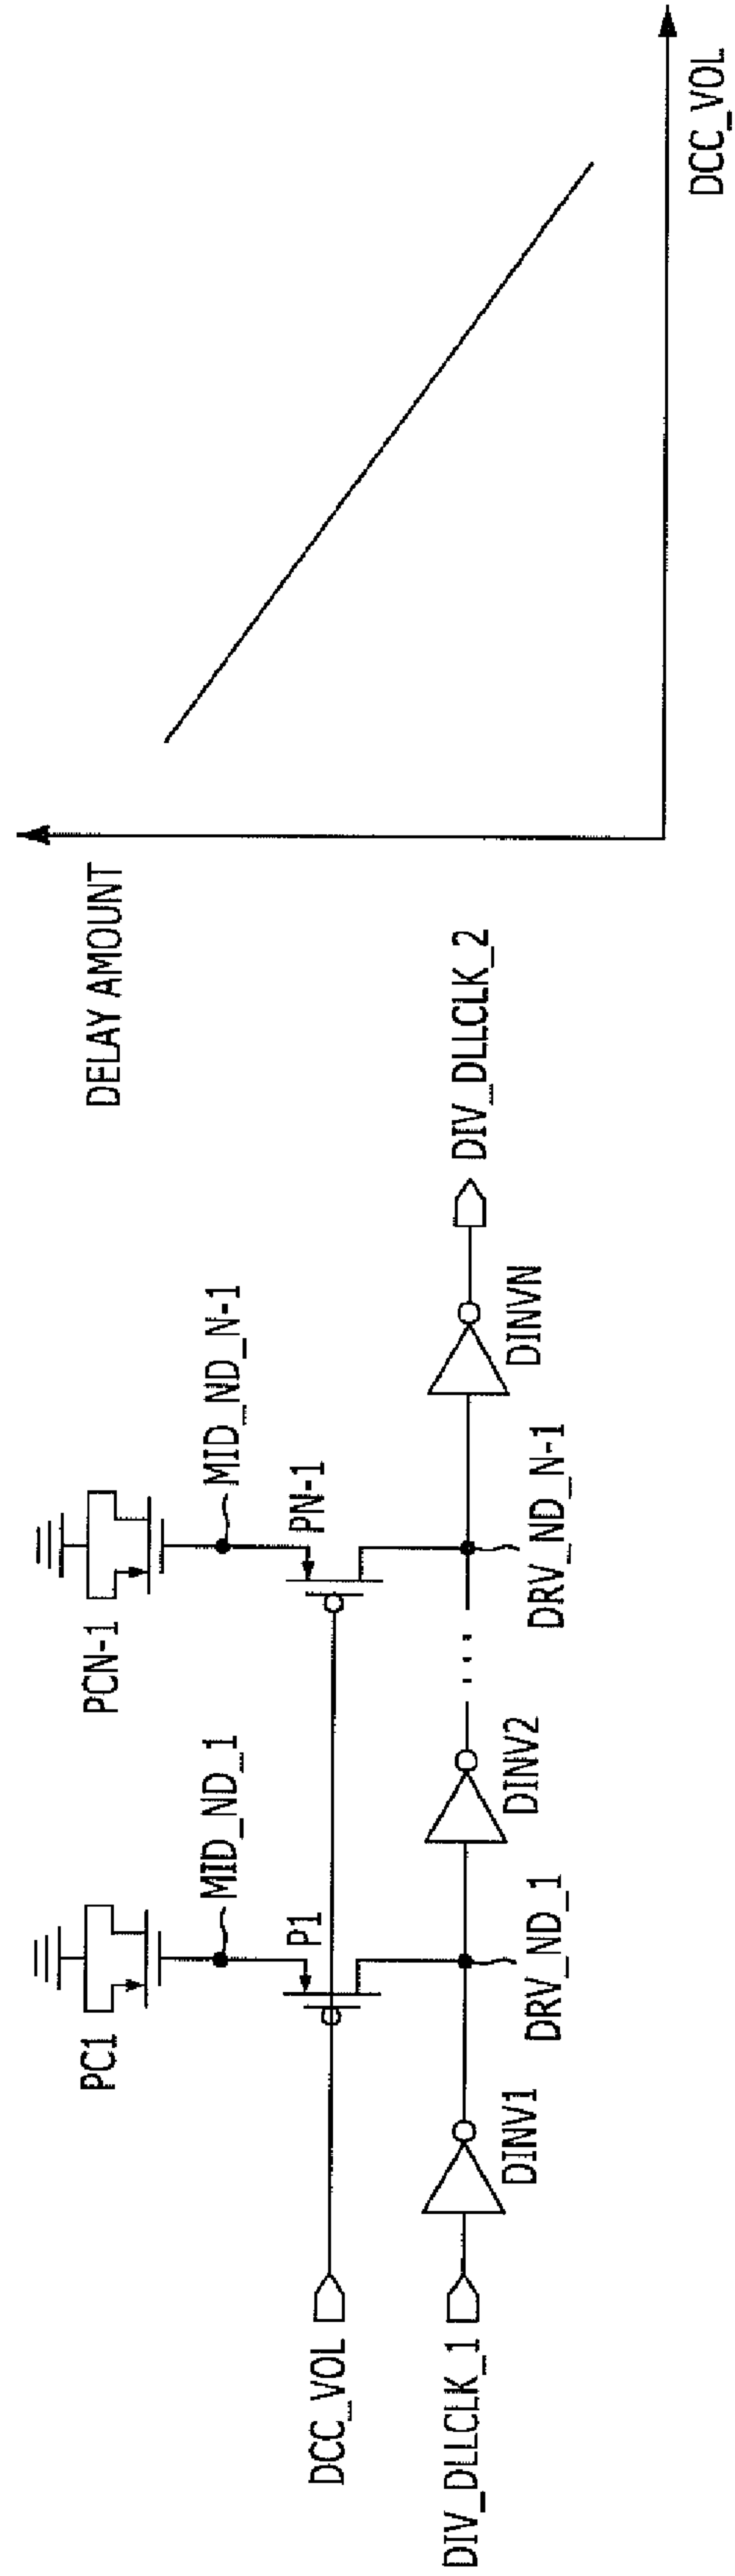 PC1
PCN-1
MID_ND_1
MID_ND_N-1
P1
PN-1
DCC_VOL
DIV_DLLCLK_1
DINV1
DRV_ND_1
DINV2
...
DRV_ND_N-1
DINVN
DIV_DLLCLK_2
DELAY AMOUNT
DCC_VOL